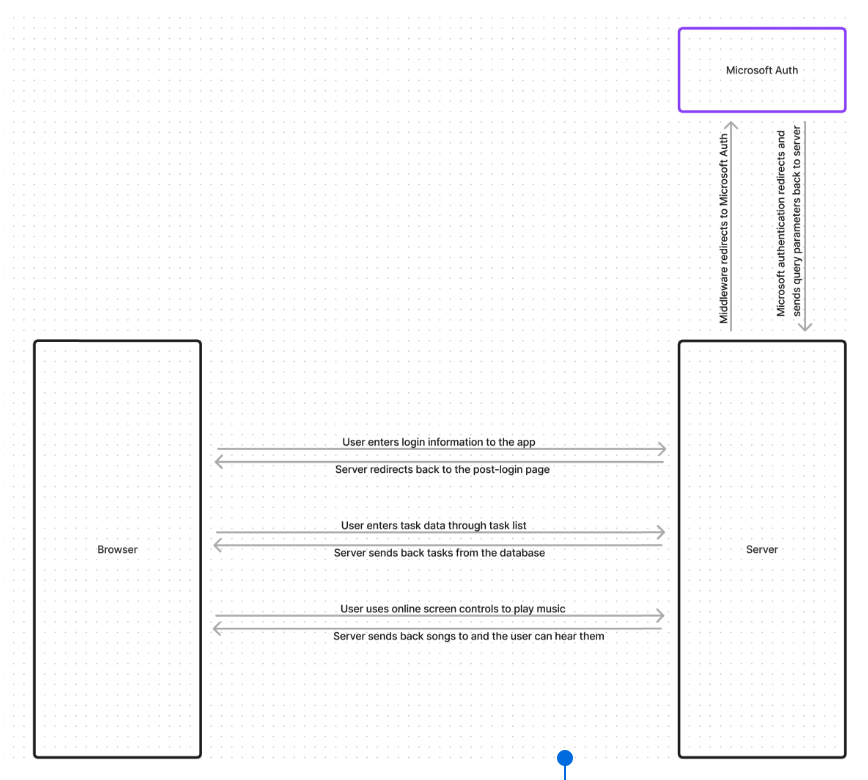 Microsoft Auth
Middleware redirects to Microsoft Auth
Microsoft authentication redirects and
sends query parameters back to server
User enters login information to the app
Server redirects back to the post-login page
User enters task data through task list
Browser
Server
Server sends back tasks from the database
User uses online screen controls to play music
Server sends back songs to and the user can hear them